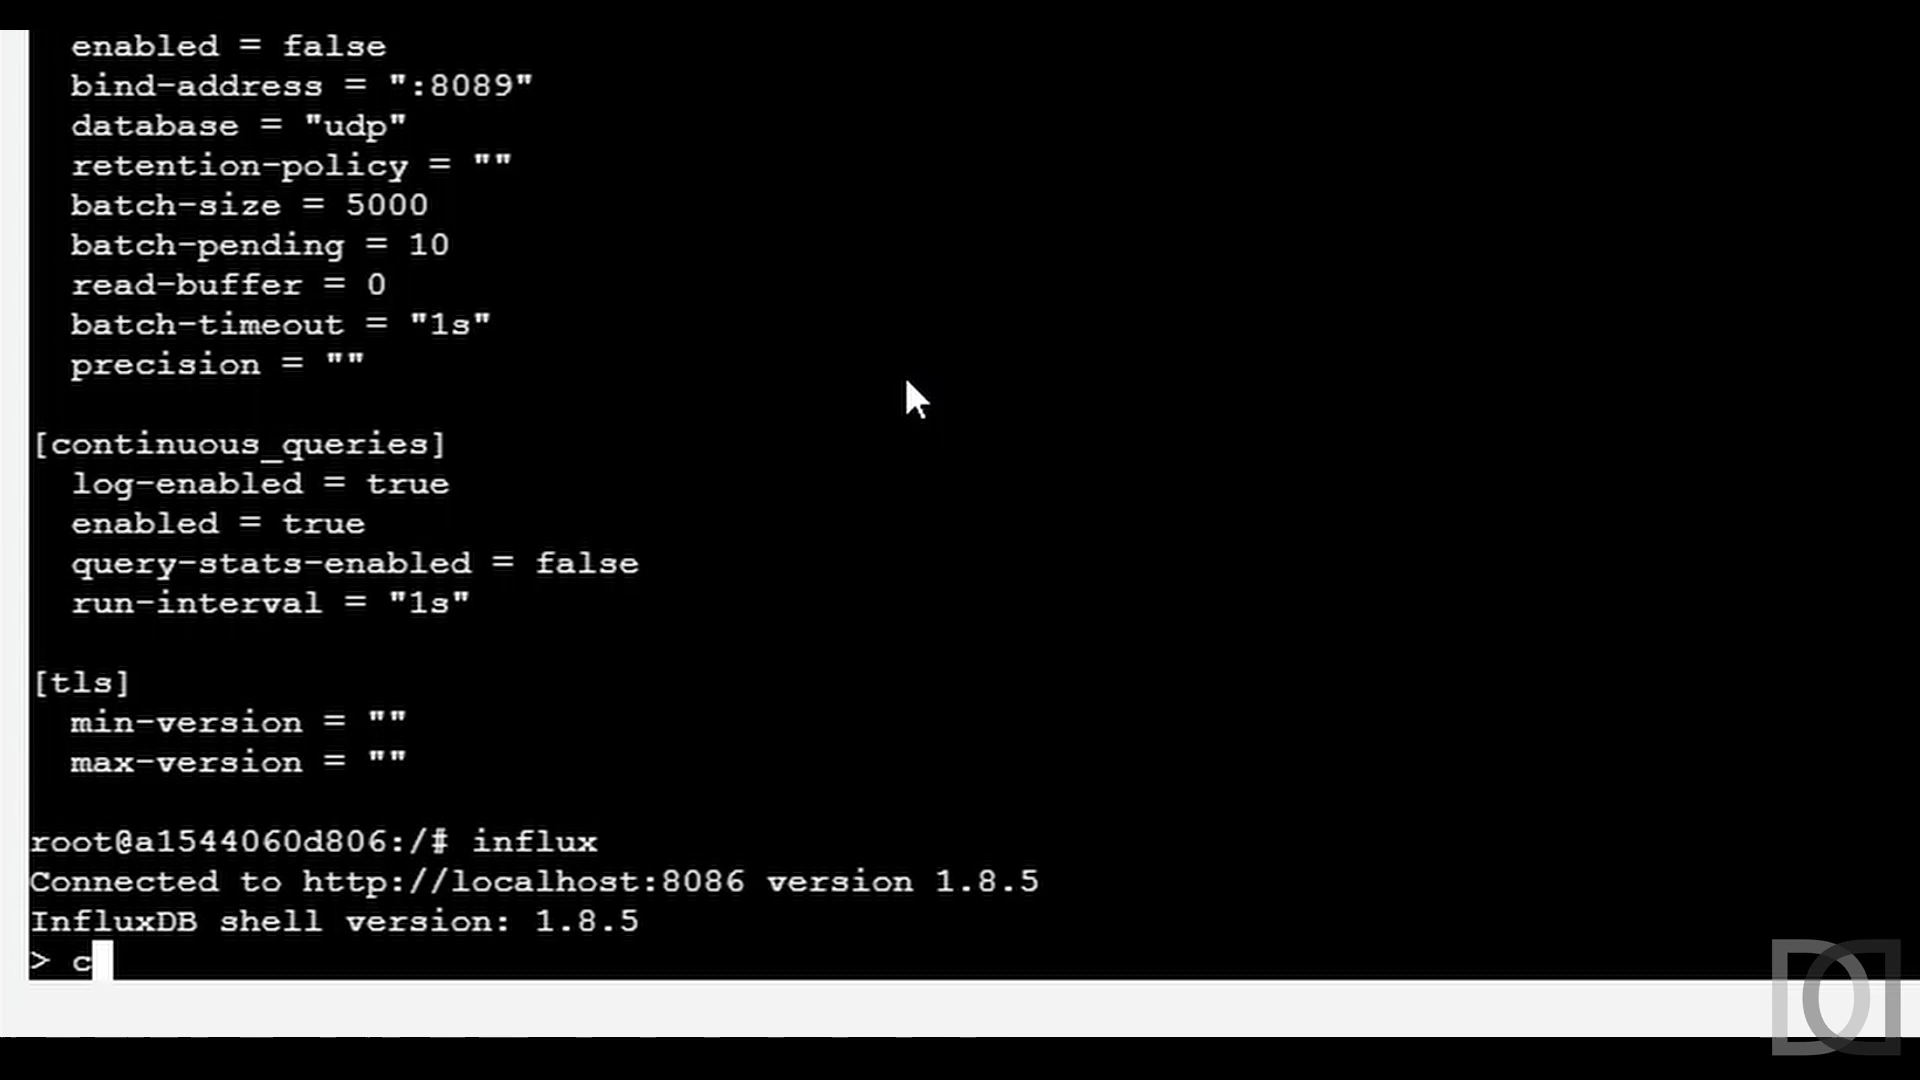 enabled = false
bind-address = ":8089"
database = "udp"
retention-policy = ""
batch-size = 5000
batch-pending = 10
read-buffer = 0
batch-timeout = "1s"
precision = ""
[continuous_queries]
log-enabled = true
enabled = true
query-stats-enabled = false
run-interval = "1s"
[tls]
min-version = ""
max-version = ""
root@a1544060d806:/# influx
Connected to http://localhost:8086 version 1.8.5
InfluxDB shell version: 1.8.5
> c